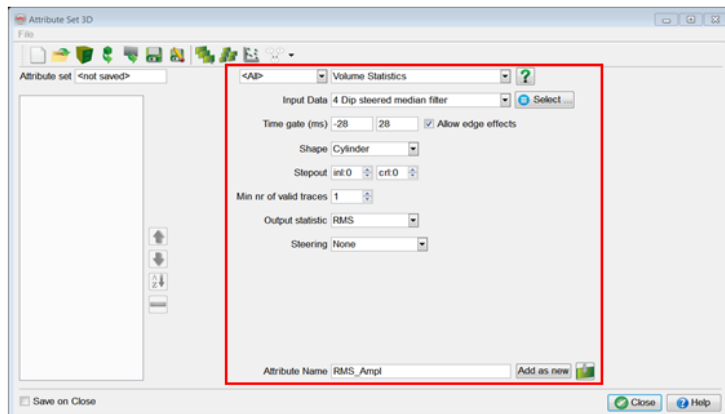 Attribute Set 3D
File
Attribute set <not saved>
<All> Volume Statistics ?
Input Data 4 Dip steered median filter Select ...
Time gate (ms) -28 28 Allow edge effects
Shape Cylinder
Stepout inl:0 crl:0
Min nr of valid traces 1
Output statistic RMS
Steering None
Attribute Name RMS_Ampl Add as new
Save on Close
Close Help